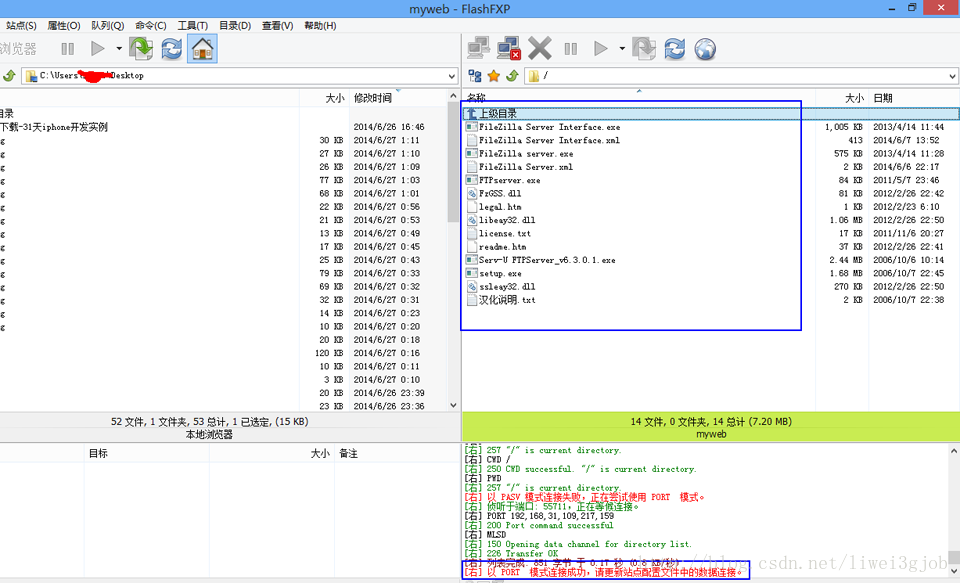 myweb - FlashFXP
站点(S) 属性(O) 队列(Q) 命令(C) 工具(T) 目录(D) 查看(V) 帮助(H)
浏览器
C:\Users\ Desktop
/
大小 修改时间
名称 大小 日期
目录
上级目录
下载-31天iphone开发实例 2014/6/26 16:46
FileZilla Server Interface.exe 1,005 KB 2013/4/14 11:44
g 30 KB 2014/6/27 1:11
FileZilla Server Interface.xml 413 2014/6/7 13:52
g 27 KB 2014/6/27 1:10
FileZilla server.exe 575 KB 2013/4/14 11:28
g 26 KB 2014/6/27 1:09
FileZilla Server.xml 2 KB 2014/6/6 22:17
g 77 KB 2014/6/27 1:03
FTPserver.exe 84 KB 2011/5/7 23:46
g 68 KB 2014/6/27 1:01
FzGSS.dll 81 KB 2012/2/26 22:42
g 22 KB 2014/6/27 0:56
legal.htm 1 KB 2012/2/23 6:10
g 21 KB 2014/6/27 0:53
libeay32.dll 1.06 MB 2012/2/26 22:50
g 13 KB 2014/6/27 0:49
license.txt 17 KB 2011/11/6 20:27
g 17 KB 2014/6/27 0:45
readme.htm 37 KB 2012/2/26 22:41
g 25 KB 2014/6/27 0:43
Serv-U FTPServer_v6.3.0.1.exe 2.44 MB 2006/10/6 10:14
g 79 KB 2014/6/27 0:33
setup.exe 1.68 MB 2006/10/7 22:45
g 69 KB 2014/6/27 0:32
ssleay32.dll 270 KB 2012/2/26 22:50
g 32 KB 2014/6/27 0:31
汉化说明.txt 2 KB 2006/10/7 22:38
g 14 KB 2014/6/27 0:23
g 10 KB 2014/6/27 0:20
20 KB 2014/6/27 0:18
120 KB 2014/6/27 0:16
10 KB 2014/6/27 0:11
3 KB 2014/6/27 0:10
20 KB 2014/6/26 23:39
23 KB 2014/6/26 23:36
52 文件, 1 文件夹, 53 总计, 1 已选定, (15 KB)
本地浏览器
14 文件, 0 文件夹, 14 总计 (7.20 MB)
myweb
目标 大小 备注
[右] 257 "/" is current directory.
[右] CWD /
[右] 250 CWD successful. "/" is current directory.
[右] PWD
[右] 257 "/" is current directory.
[右] 以 PASV 模式连接失败，正在尝试使用 PORT 模式。
[右] 侦听于端口: 55711，正在等候连接。
[右] PORT 192,168,31,109,217,159
[右] 200 Port command successful
[右] MLSD
[右] 150 Opening data channel for directory list.
[右] 226 Transfer OK
[右] 列表完成: 851 字节 于 0.17 秒 (0.8 KB/秒)
[右] 以 PORT 模式连接成功，请更新站点配置文件中的数据连接。
http://blog.csdn.net/liwei3gjob